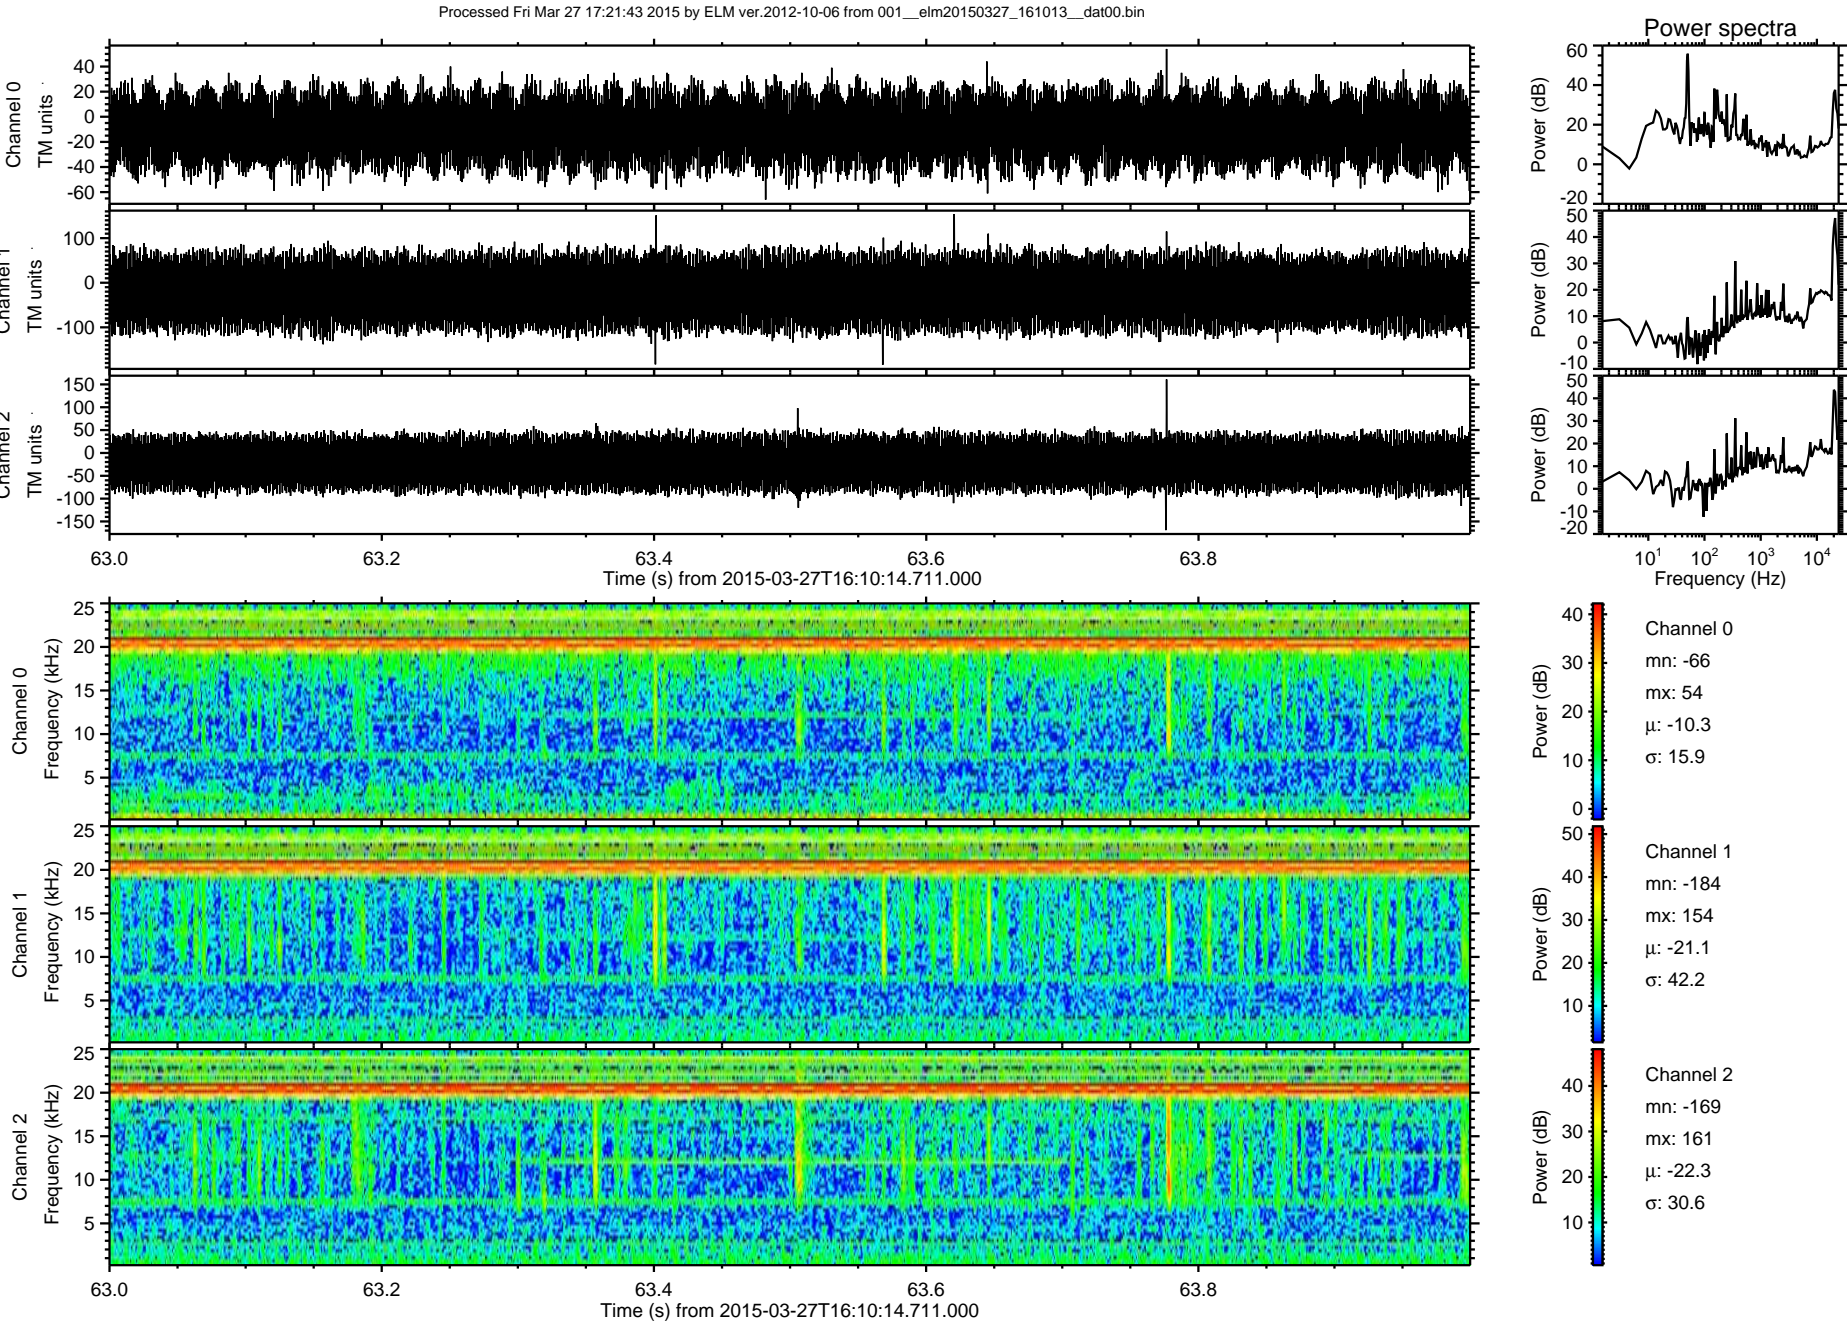 Processed Fri Mar 27 17:21:43 2015 by ELM ver.2012-10-06 from 001__elm20150327_161013__dat00.bin
Power spectra
Channel 0
TM units
40
20
0
-20
-40
-60
Power (dB)
60
40
20
0
-20
Channel 1
TM units
100
0
-100
Power (dB)
50
40
30
20
10
0
-10
Channel 2
TM units
150
100
50
0
-50
-100
-150
Power (dB)
50
40
30
20
10
0
-10
-20
63.0 63.2 63.4 63.6 63.8
Time (s) from 2015-03-27T16:10:14.711.000
10^1 10^2 10^3 10^4
Frequency (Hz)
Channel 0
Frequency (kHz)
25
20
15
10
5
Power (dB)
40
30
20
10
0
Channel 0
mn: -66
mx: 54
μ: -10.3
σ: 15.9
Channel 1
Frequency (kHz)
25
20
15
10
5
Power (dB)
50
40
30
20
10
Channel 1
mn: -184
mx: 154
μ: -21.1
σ: 42.2
Channel 2
Frequency (kHz)
25
20
15
10
5
Power (dB)
40
30
20
10
Channel 2
mn: -169
mx: 161
μ: -22.3
σ: 30.6
63.0 63.2 63.4 63.6 63.8
Time (s) from 2015-03-27T16:10:14.711.000